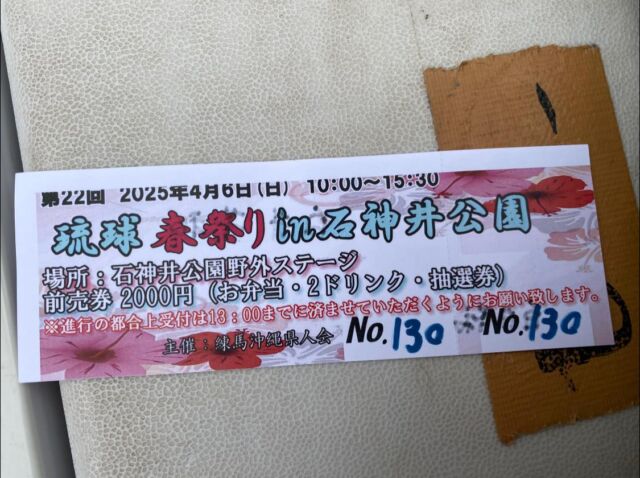 第22回 2025年4月6日(日) 10:00～15:30
琉球 春祭り in 石神井公園
場所：石神井公園野外ステージ
前売券 2000円（お弁当・2ドリンク・抽選券）
※進行の都合上受付は13：00までに済ませていただくようにお願い致します。
主催：練馬沖縄県人会 No.130 No.130